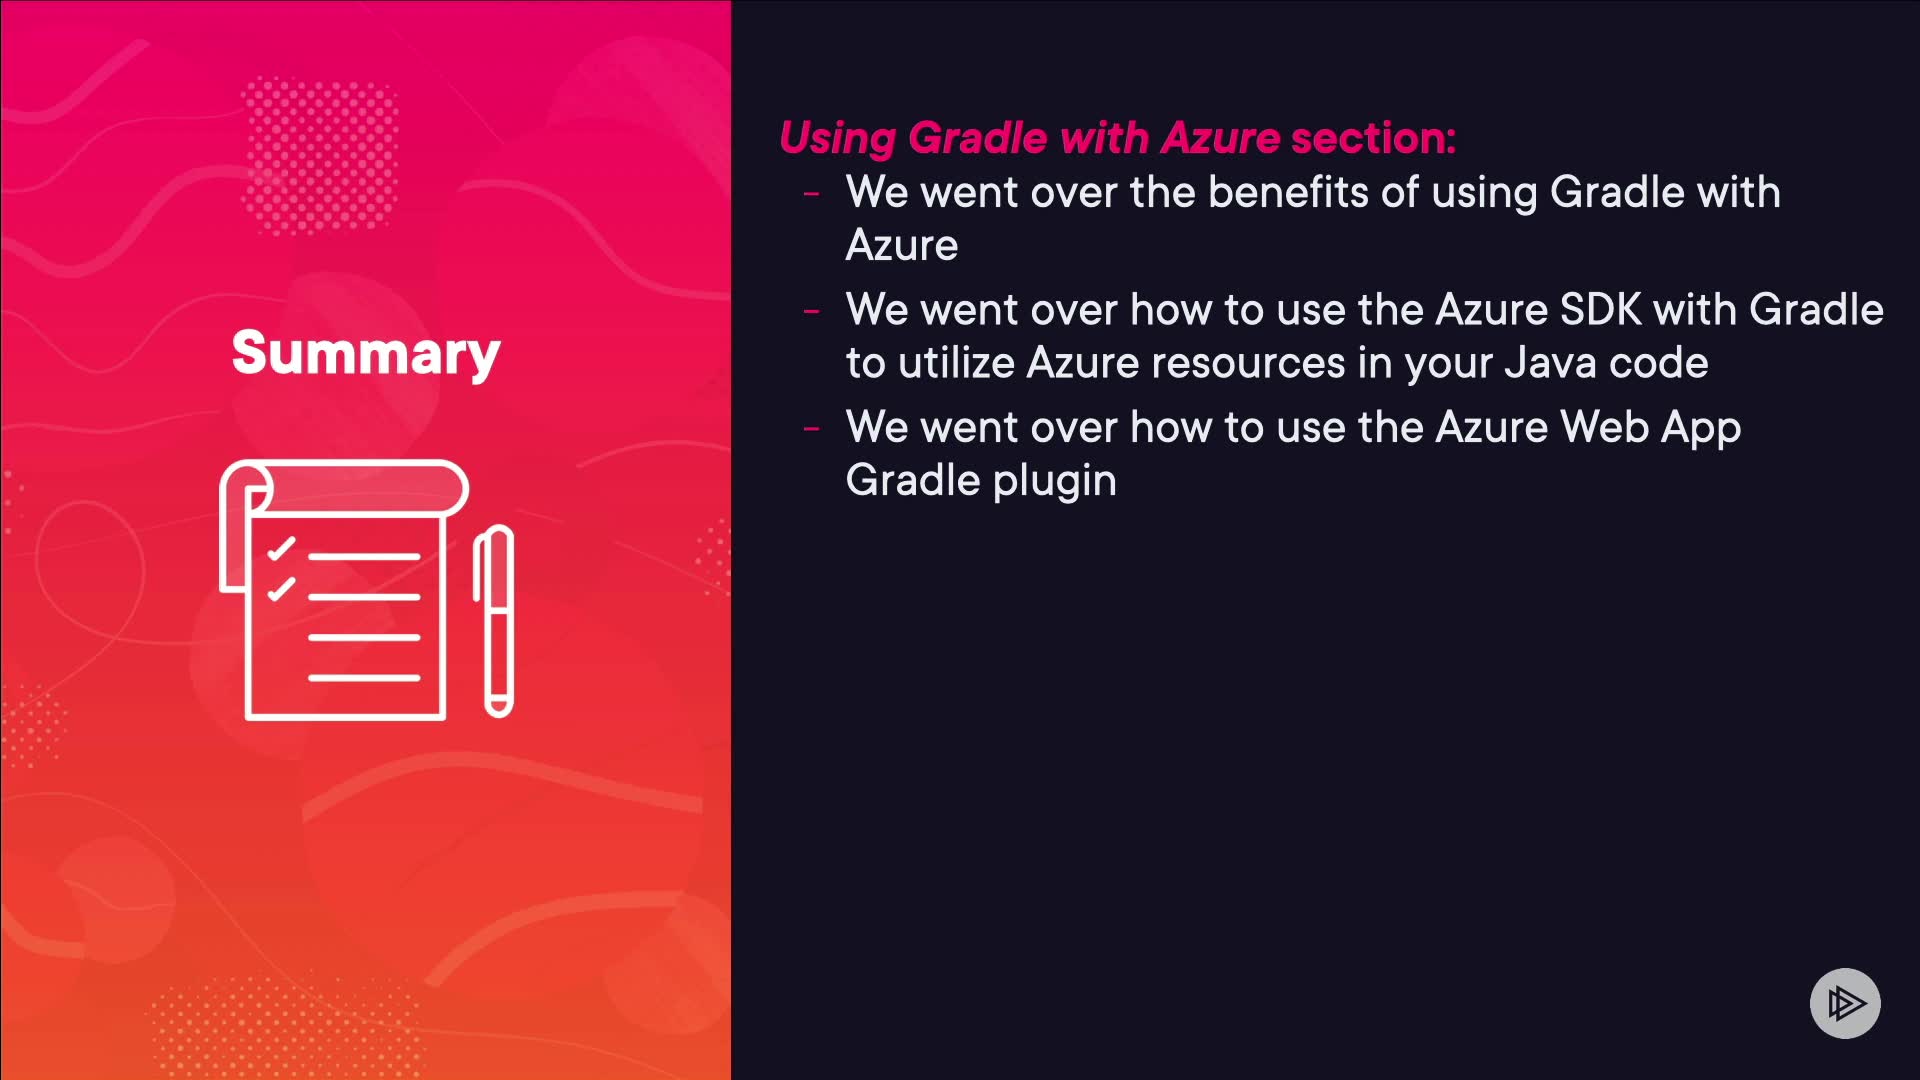 Summary
Using Gradle with Azure section:
- We went over the benefits of using Gradle with
Azure
- We went over how to use the Azure SDK with Gradle
to utilize Azure resources in your Java code
- We went over how to use the Azure Web App
Gradle plugin